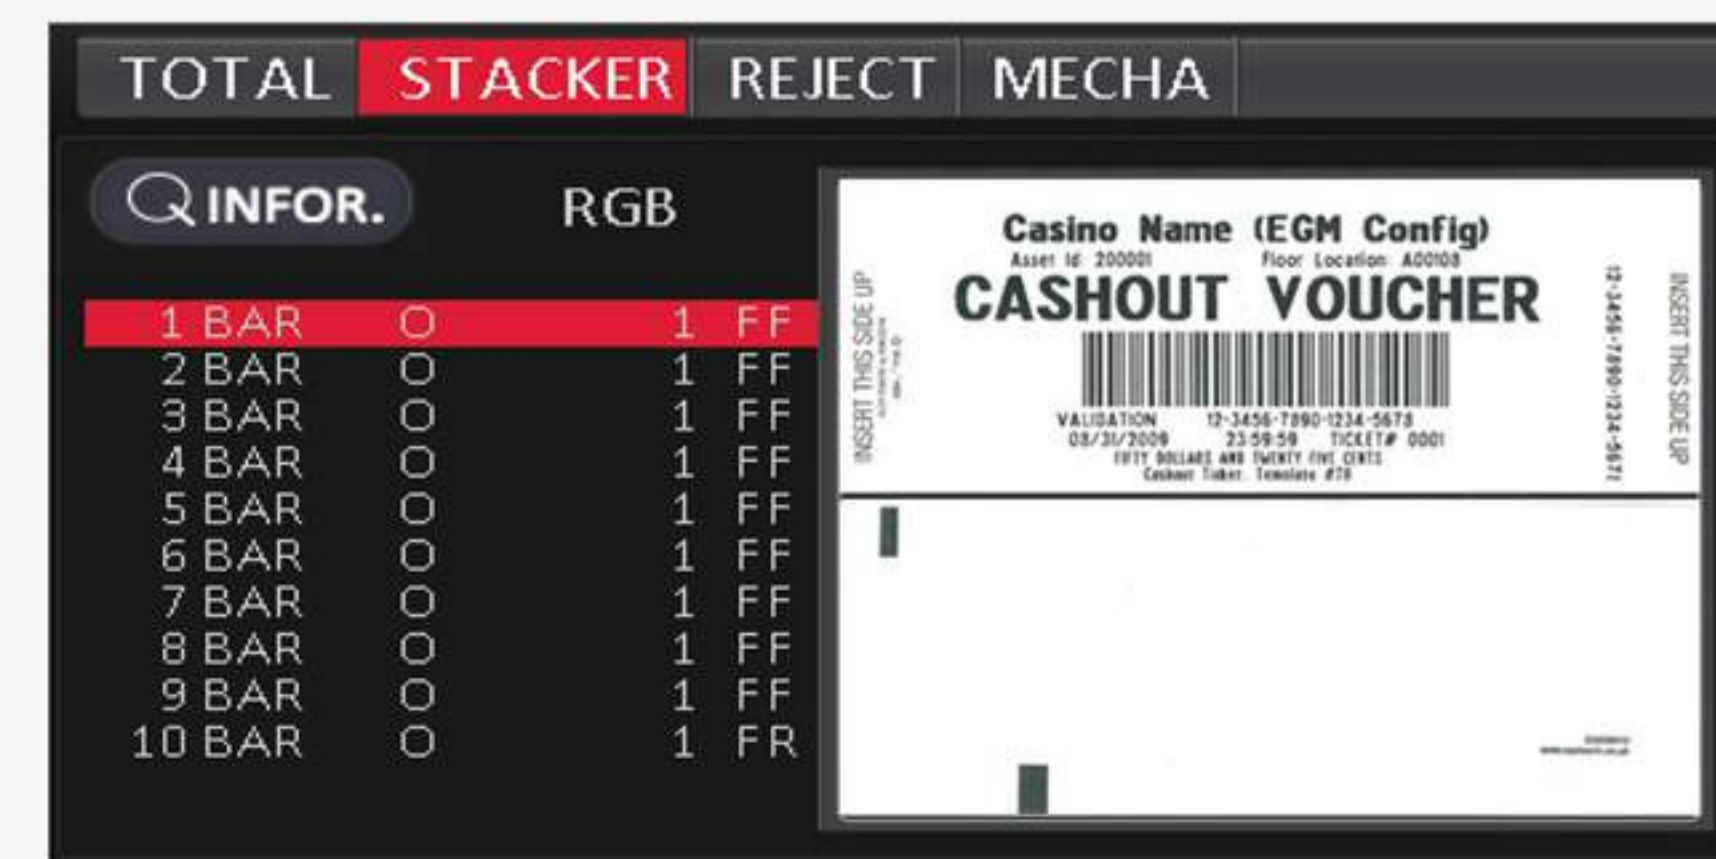 TOTAL STACKER REJECT MECHA
INFOR. RGB
1 BAR O 1 FF
2 BAR O 1 FF
3 BAR O 1 FF
4 BAR O 1 FF
5 BAR O 1 FF
6 BAR O 1 FF
7 BAR O 1 FF
8 BAR O 1 FF
9 BAR O 1 FF
10 BAR O 1 FR
Casino Name (EGM Config)
Asset Id 200001 Floor Location A00108
CASHOUT VOUCHER
VALIDATION 12-3456-7890-1234-5678
08/31/2009 23:59:59 TICKET# 0001
FIFTY DOLLARS AND TWENTY FIVE CENTS
Cashout Ticket, Template #78
INSERT THIS SIDE UP
12-3456-7890-1234-5671
INSERT THIS SIDE UP